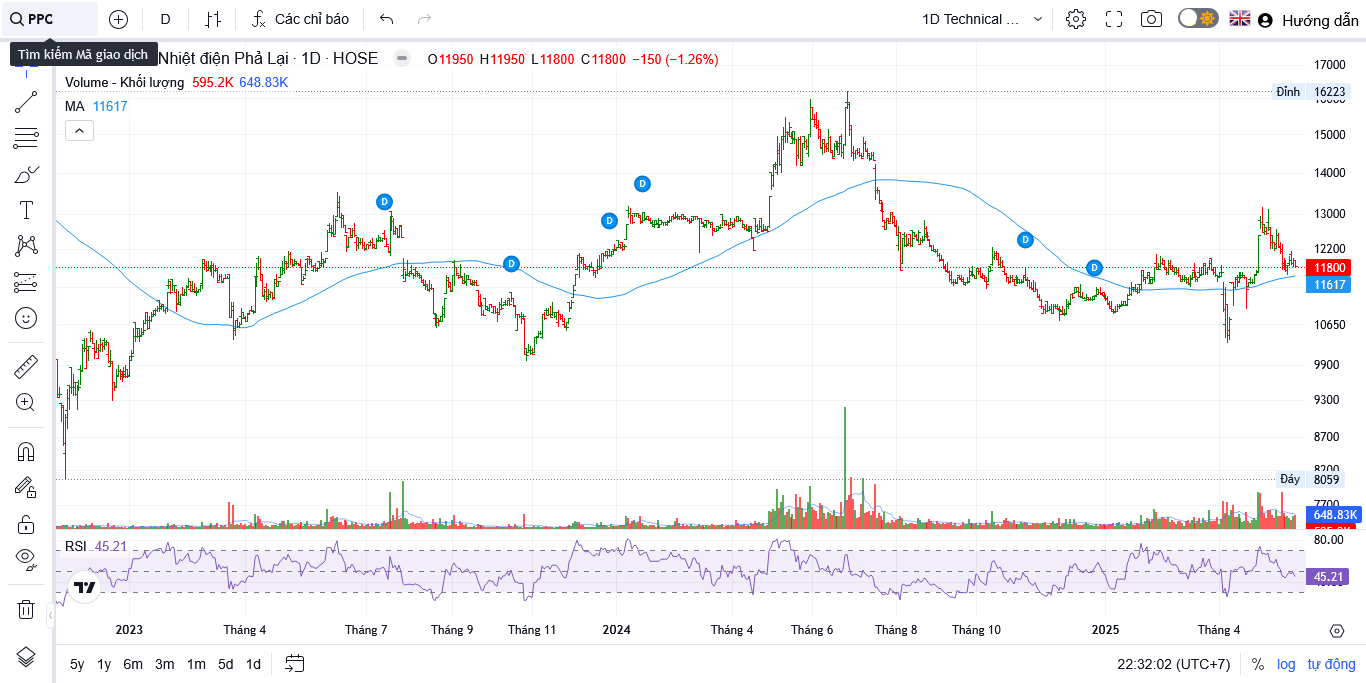 PPC
D
Các chỉ báo
1D Technical ...
Hướng dẫn
Tìm kiếm Mã giao dịch
Nhiệt điện Phả Lại · 1D · HOSE
O11950 H11950 L11800 C11800 −150 (−1.26%)
Volume - Khối lượng 595.2K 648.83K
MA 11617
17000
Đỉnh 16223
15000
14000
D
D
13000
D
D
12200
D
D
11800
11617
10650
9900
9300
8700
8200
Đáy 8059
7700
648.83K
RSI 45.21
80.00
45.21
2023
Tháng 4
Tháng 7
Tháng 9
Tháng 11
2024
Tháng 4
Tháng 6
Tháng 8
Tháng 10
2025
Tháng 4
5y 1y 6m 3m 1m 5d 1d
22:32:02 (UTC+7)
%
log
tự động